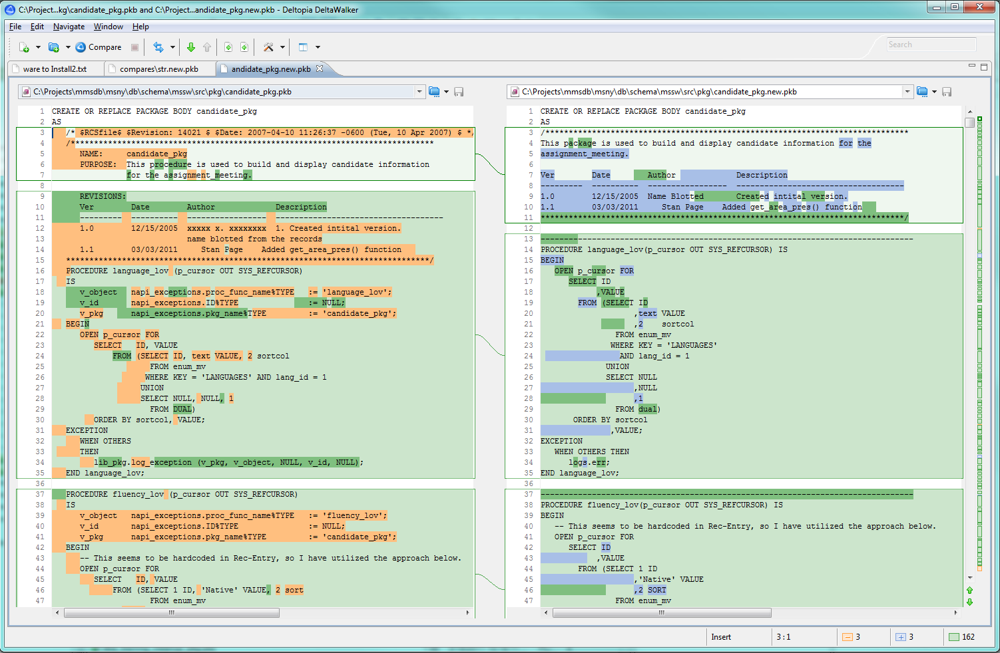 C:\Project...kg\candidate_pkg.pkb and C:\Project...andidate_pkg.new.pkb - Deltopia DeltaWalker
File Edit Navigate Window Help
Compare
Search
ware to Install2.txt compares\str.new.pkb andidate_pkg.new.pkb
C:\Projects\mmsdb\msny\db\schema\mssw\src\pkg\candidate_pkg.pkb
1 CREATE OR REPLACE PACKAGE BODY candidate_pkg
2 AS
3 /* $RCSfile$ $Revision: 14021 $ $Date: 2007-04-10 11:26:37 -0600 (Tue, 10 Apr 2007) $ */
4 /*****************************************************************************
5 NAME: candidate_pkg
6 PURPOSE: This procedure is used to build and display candidate information
7 for the assignment_meeting.
8
9 REVISIONS:
10 Ver Date Author Description
11 --------- ---------- --------------- ------------------------------------
12 1.0 12/15/2005 xxxxx x. xxxxxxxx 1. Created intital version.
13 name blotted from the records
14 1.1 03/03/2011 Stan Page Added get_area_pres() function
15 ******************************************************************************/
16 PROCEDURE language_lov (p_cursor OUT SYS_REFCURSOR)
17 IS
18 v_object napi_exceptions.proc_func_name%TYPE := 'language_lov';
19 v_id napi_exceptions.ID%TYPE := NULL;
20 v_pkg napi_exceptions.pkg_name%TYPE := 'candidate_pkg';
21 BEGIN
22 OPEN p_cursor FOR
23 SELECT ID, VALUE
24 FROM (SELECT ID, text VALUE, 2 sortcol
25 FROM enum_mv
26 WHERE KEY = 'LANGUAGES' AND lang_id = 1
27 UNION
28 SELECT NULL, NULL, 1
29 FROM DUAL)
30 ORDER BY sortcol, VALUE;
31 EXCEPTION
32 WHEN OTHERS
33 THEN
34 lib_pkg.log_exception (v_pkg, v_object, NULL, v_id, NULL);
35 END language_lov;
36
37 PROCEDURE fluency_lov (p_cursor OUT SYS_REFCURSOR)
38 IS
39 v_object napi_exceptions.proc_func_name%TYPE := 'fluency_lov';
40 v_id napi_exceptions.ID%TYPE := NULL;
41 v_pkg napi_exceptions.pkg_name%TYPE := 'candidate_pkg';
42 BEGIN
43 -- This seems to be hardcoded in Rec-Entry, so I have utilized the approach below.
44 OPEN p_cursor FOR
45 SELECT ID, VALUE
46 FROM (SELECT 1 ID, 'Native' VALUE, 2 sort
47 FROM enum_mv
C:\Projects\mmsdb\msny\db\schema\mssw\src\pkg\candidate_pkg.new.pkb
1 CREATE OR REPLACE PACKAGE BODY candidate_pkg
2 AS
3 /******************************************************************************
4 This package is used to build and display candidate information for the
5 assignment_meeting.
6
7 Ver Date Author Description
8 --------- ---------- -------------- --------------------------------------
9 1.0 12/15/2005 Name Blotted Created intital version.
10 1.1 03/03/2011 Stan Page Added get_area_pres() function
11 ******************************************************************************/
12
13 --------------------------------------------------------------------------------
14 PROCEDURE language_lov(p_cursor OUT SYS_REFCURSOR) IS
15 BEGIN
16 OPEN p_cursor FOR
17 SELECT ID
18 ,VALUE
19 FROM (SELECT ID
20 ,text VALUE
21 ,2 sortcol
22 FROM enum_mv
23 WHERE KEY = 'LANGUAGES'
24 AND lang_id = 1
25 UNION
26 SELECT NULL
27 ,NULL
28 ,1
29 FROM dual)
30 ORDER BY sortcol
31 ,VALUE;
32 EXCEPTION
33 WHEN OTHERS THEN
34 logs.err;
35 END language_lov;
36
37 --------------------------------------------------------------------------------
38 PROCEDURE fluency_lov(p_cursor OUT SYS_REFCURSOR) IS
39 BEGIN
40 -- This seems to be hardcoded in Rec-Entry, so I have utilized the approach below.
41 OPEN p_cursor FOR
42 SELECT ID
43 ,VALUE
44 FROM (SELECT 1 ID
45 ,'Native' VALUE
46 ,2 SORT
47 FROM enum_mv
Insert 3 : 1 3 3 162